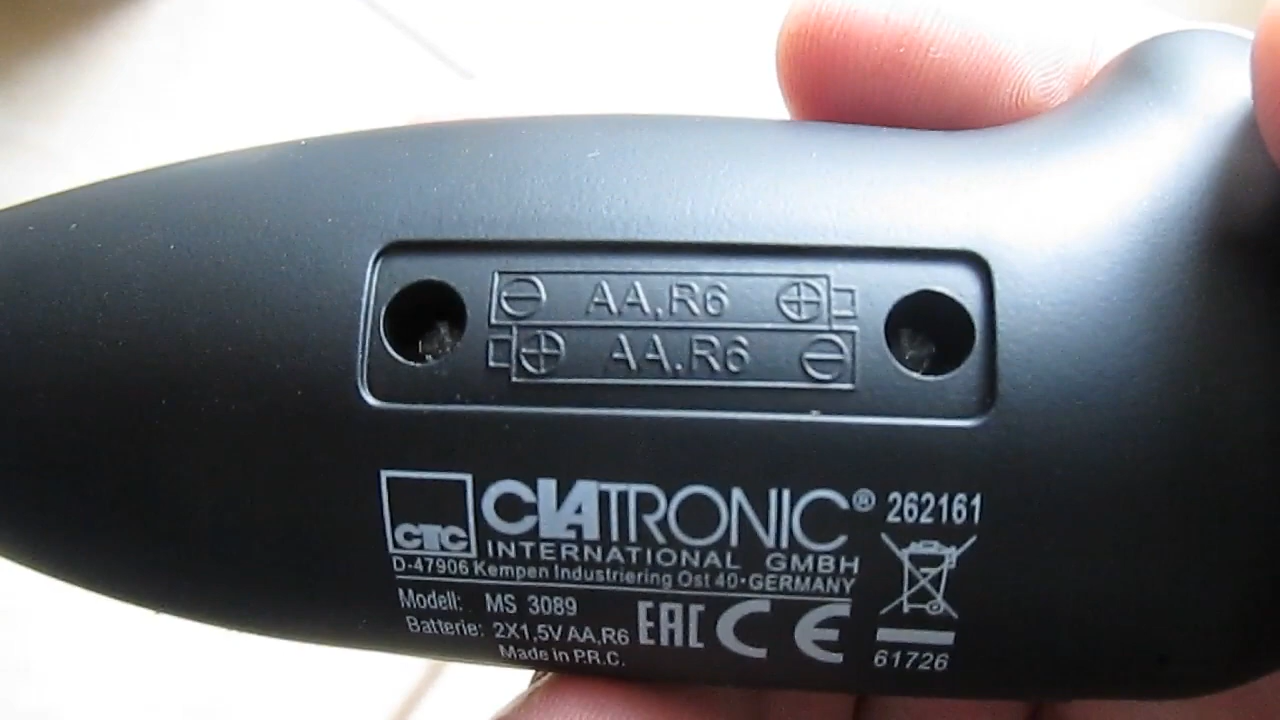 AA,R6
AA.R6
CTC CLATRONIC® 262161
INTERNATIONAL GMBH
D-47906 Kempen Industriering Ost 40·GERMANY
Modell: MS 3089
Batterie: 2X1,5V AA,R6 EAC CE
Made in P.R.C.
61726